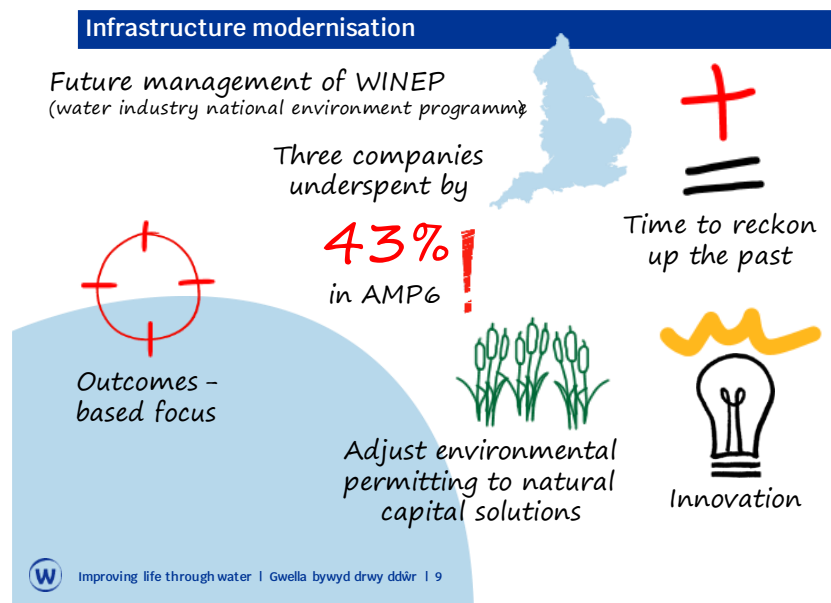 Infrastructure modernisation
Future management of WINEP
(water industry national environment programme)
Three companies
underspent by
43%!
in AMP6
Time to reckon
up the past
Outcomes -
based focus
Adjust environmental
permitting to natural
capital solutions
Innovation
W Improving life through water | Gwella bywyd drwy ddŵr | 9